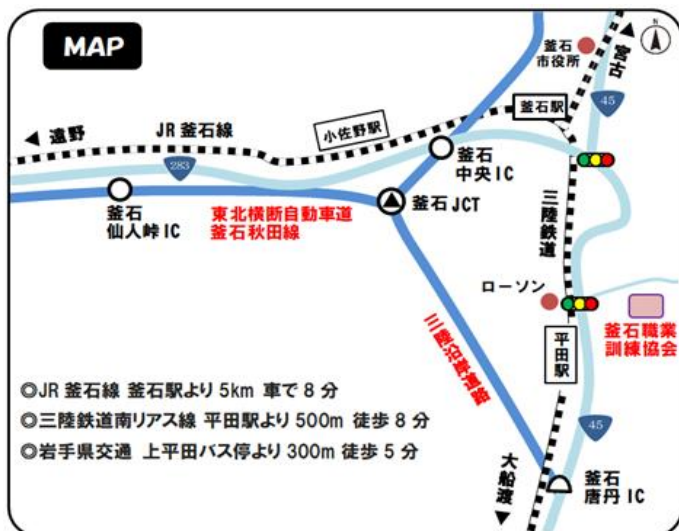 MAP
N
釜石
市役所
宮古
45
釜石駅
小佐野駅
JR 釜石線
遠野
283
釜石
中央 IC
釜石
仙人峠 IC
東北横断自動車道
釜石秋田線
釜石 JCT
三陸鉄道
ローソン
釜石職業
訓練協会
平田駅
三陸沿岸道路
◎JR 釜石線 釜石駅より 5km 車で 8 分
◎三陸鉄道南リアス線 平田駅より 500m 徒歩 8 分
◎岩手県交通 上平田バス停より 300m 徒歩 5 分
45
大船渡
釜石
唐丹 IC